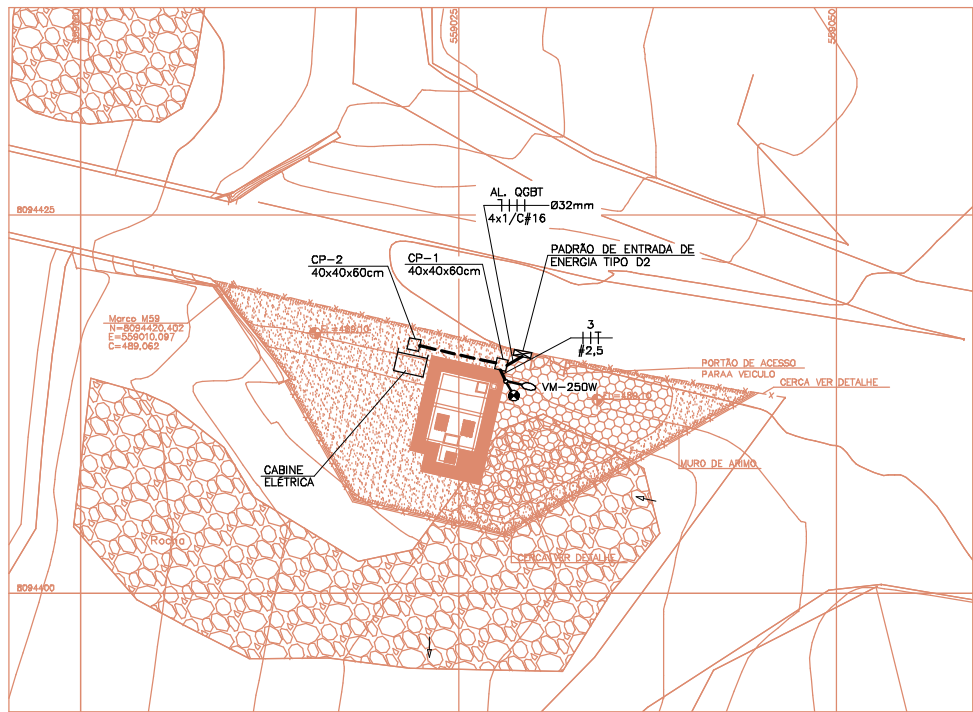 559025
559050
8094425
AL. QGBT
Ø32mm
4x1/C#16
PADRÃO DE ENTRADA DE
ENERGIA TIPO D2
CP-2
40x40x60cm
CP-1
40x40x60cm
Marco M59
N=8094420,402
E=559010,097
C=489,062
3
T
#2,5
PORTÃO DE ACESSO
PARAA VEICULO
CERCA VER DETALHE
VM-250W
MURO DE ARIMO
CABINE
ELÉTRICA
Rocha
CERCA VER DETALHE
8094400